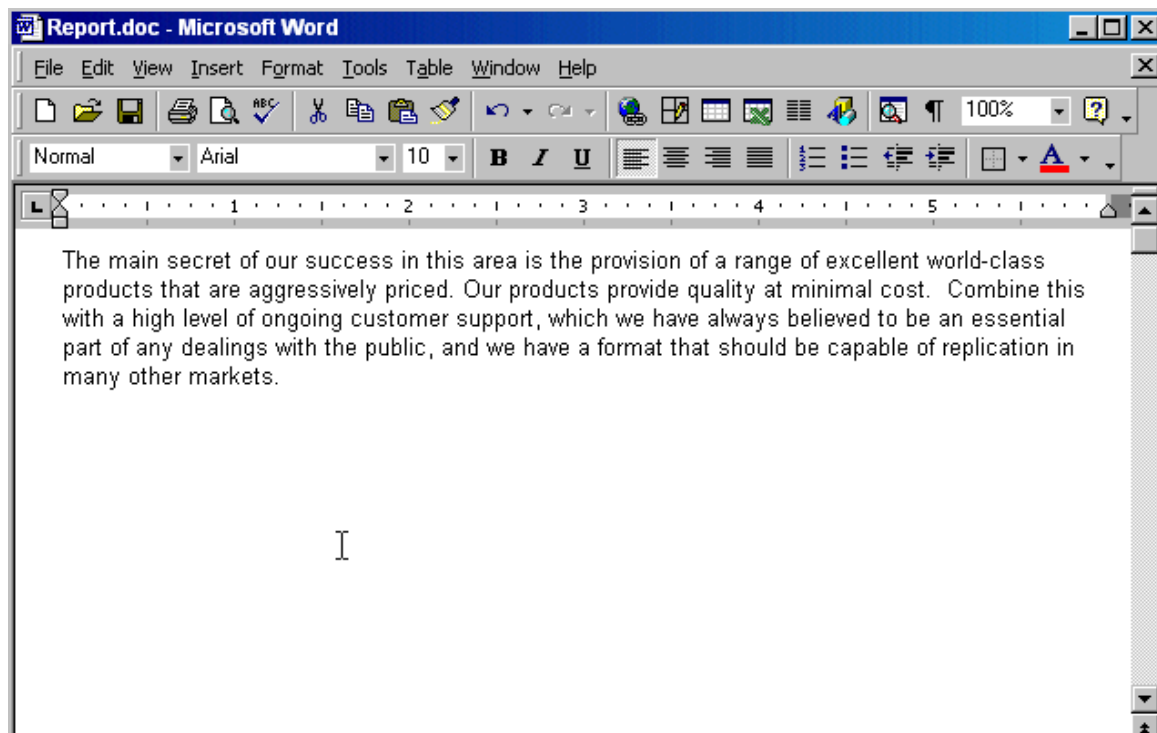 Report.doc - Microsoft Word
File Edit View Insert Format Tools Table Window Help
ABC 100%
Normal Arial 10 B I U A
1 2 3 4 5
The main secret of our success in this area is the provision of a range of excellent world-class
products that are aggressively priced. Our products provide quality at minimal cost.  Combine this
with a high level of ongoing customer support, which we have always believed to be an essential
part of any dealings with the public, and we have a format that should be capable of replication in
many other markets.